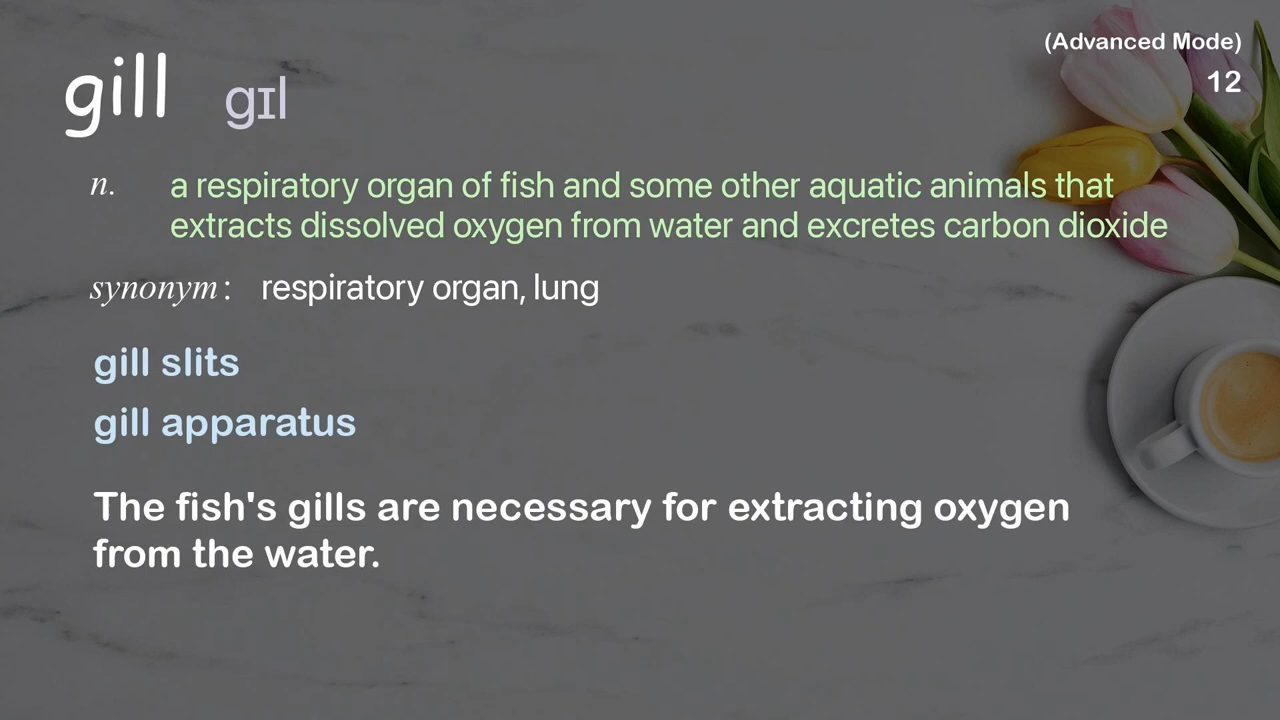 (Advanced Mode)
12
gill gɪl
n. a respiratory organ of fish and some other aquatic animals that
extracts dissolved oxygen from water and excretes carbon dioxide
synonym: respiratory organ, lung
gill slits
gill apparatus
The fish's gills are necessary for extracting oxygen
from the water.